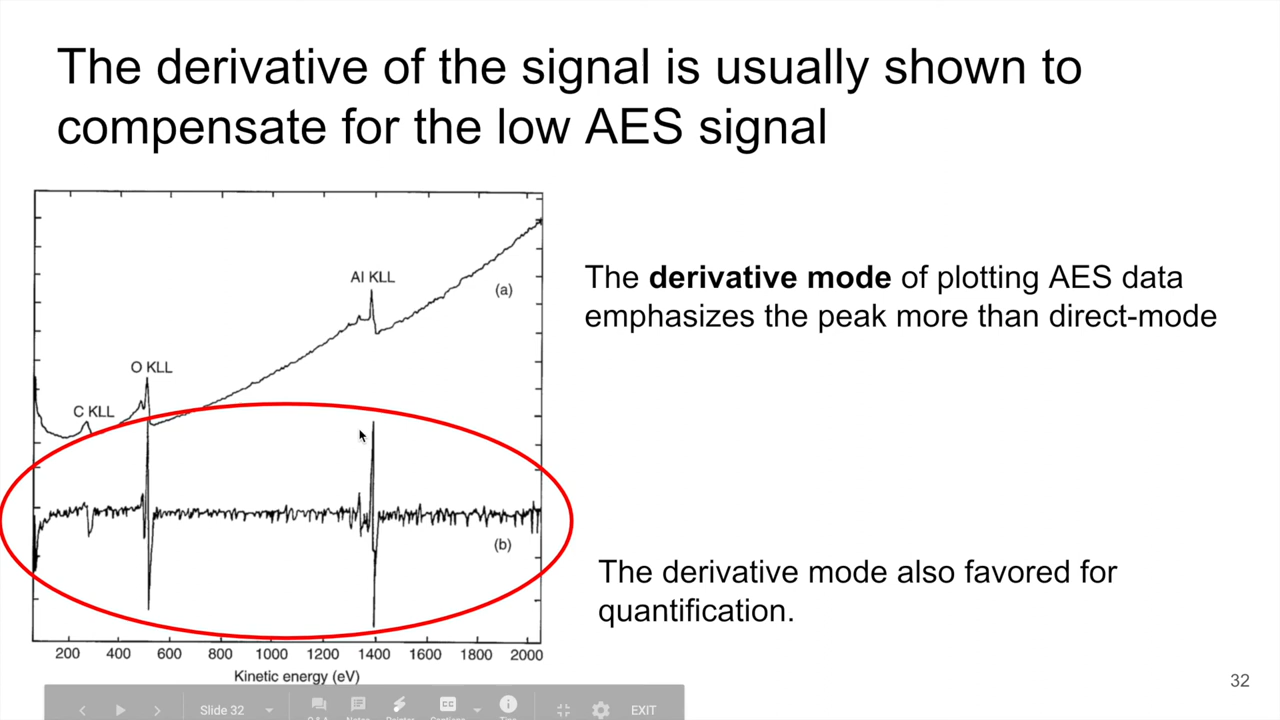 The derivative of the signal is usually shown to
compensate for the low AES signal
Al KLL
(a)
O KLL
C KLL
(b)
200 400 600 800 1000 1200 1400 1600 1800 2000
Kinetic energy (eV)
The derivative mode of plotting AES data
emphasizes the peak more than direct-mode
The derivative mode also favored for
quantification.
32
Slide 32
CC
EXIT